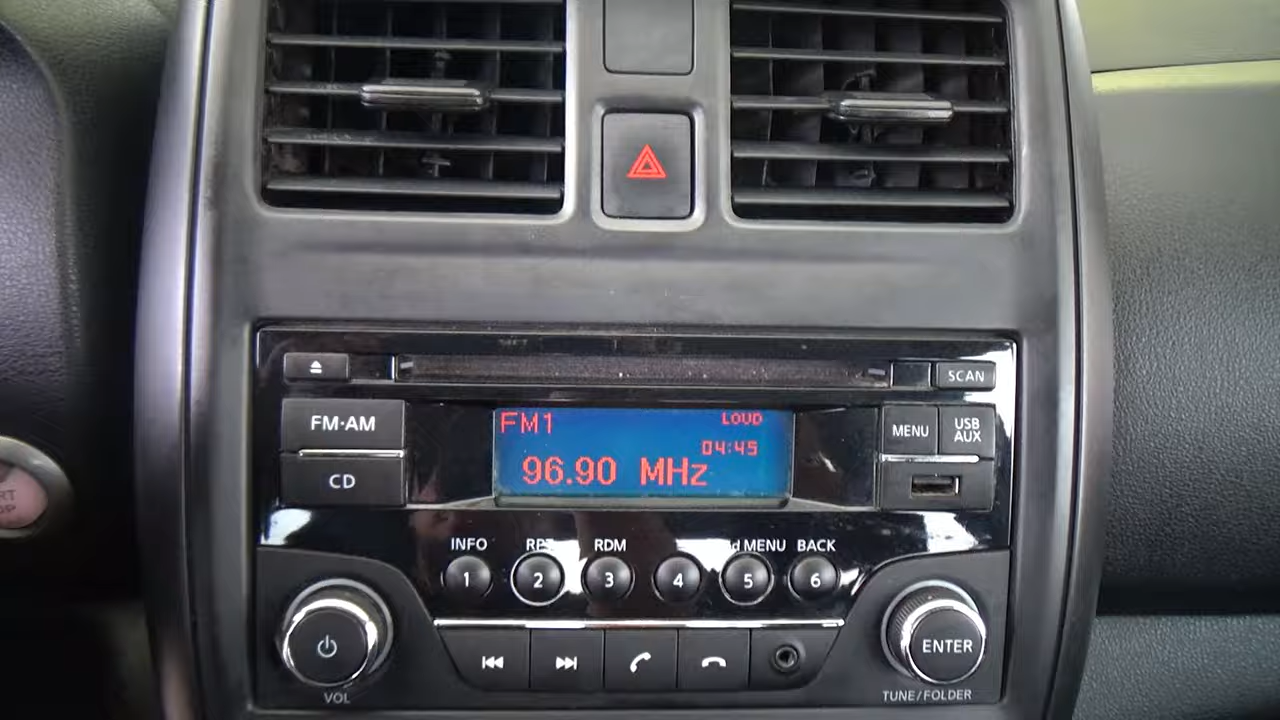 SCAN
FM·AM
FM1
LOUD
MENU
USB
AUX
04:45
96.90 MHz
CD
INFO
RDM
MENU
BACK
1
2
3
4
5
6
ENTER
VOL
TUNE/FOLDER